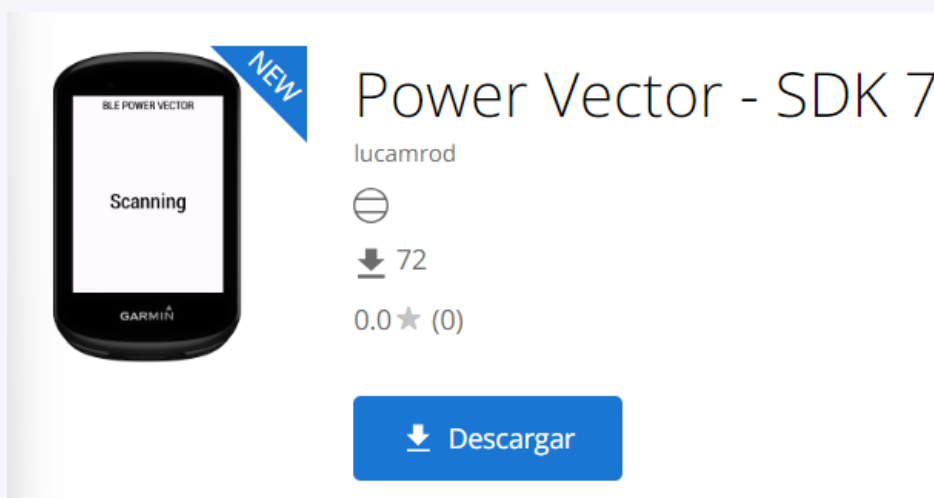 NEW
BLE POWER VECTOR
Scanning
GARMIN
Power Vector - SDK 7
lucamrod
72
0.0 ★ (0)
Descargar